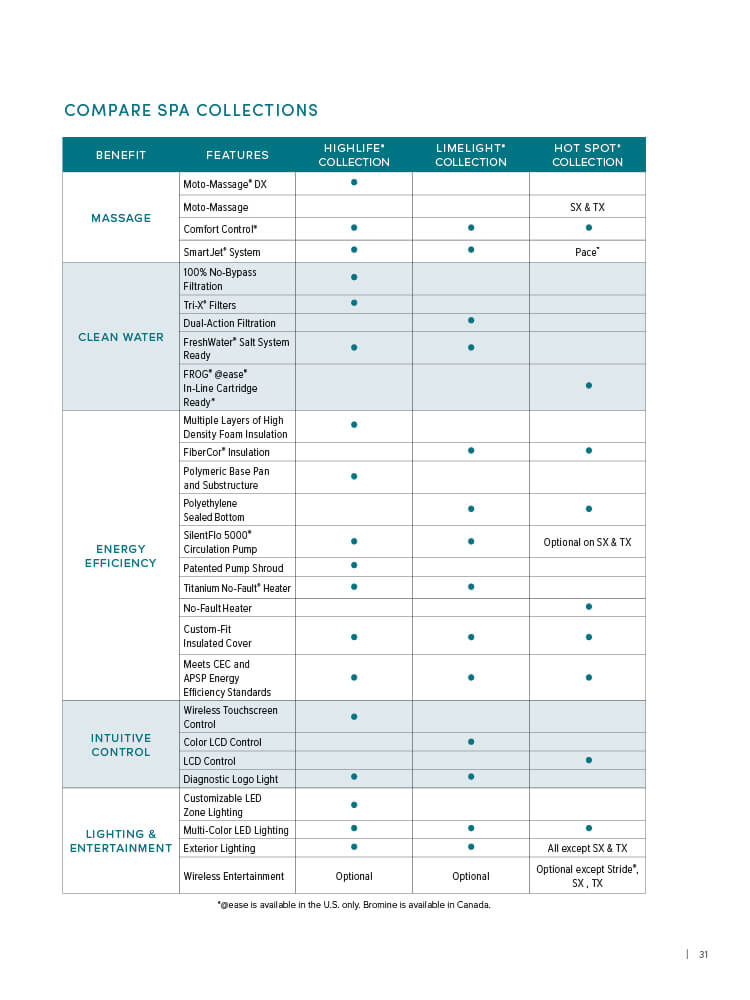 COMPARE SPA COLLECTIONS
BENEFIT FEATURES HIGHLIFE® COLLECTION LIMELIGHT® COLLECTION HOT SPOT® COLLECTION
MASSAGE
Moto-Massage® DX •
Moto-Massage SX & TX
Comfort Control® • • •
SmartJet® System • • Pace®
CLEAN WATER
100% No-Bypass
Filtration •
Tri-X® Filters •
Dual-Action Filtration •
FreshWater® Salt System
Ready • •
FROG® @ease®
In-Line Cartridge
Ready* •
ENERGY
EFFICIENCY
Multiple Layers of High
Density Foam Insulation •
FiberCor® Insulation • •
Polymeric Base Pan
and Substructure •
Polyethylene
Sealed Bottom • •
SilentFlo 5000®
Circulation Pump • • Optional on SX & TX
Patented Pump Shroud •
Titanium No-Fault® Heater • •
No-Fault Heater •
Custom-Fit
Insulated Cover • • •
Meets CEC and
APSP Energy
Efficiency Standards • • •
INTUITIVE
CONTROL
Wireless Touchscreen
Control •
Color LCD Control •
LCD Control •
Diagnostic Logo Light • •
LIGHTING &
ENTERTAINMENT
Customizable LED
Zone Lighting •
Multi-Color LED Lighting • • •
Exterior Lighting • • All except SX & TX
Wireless Entertainment Optional Optional Optional except Stride®,
SX , TX
*@ease is available in the U.S. only. Bromine is available in Canada.
| 31